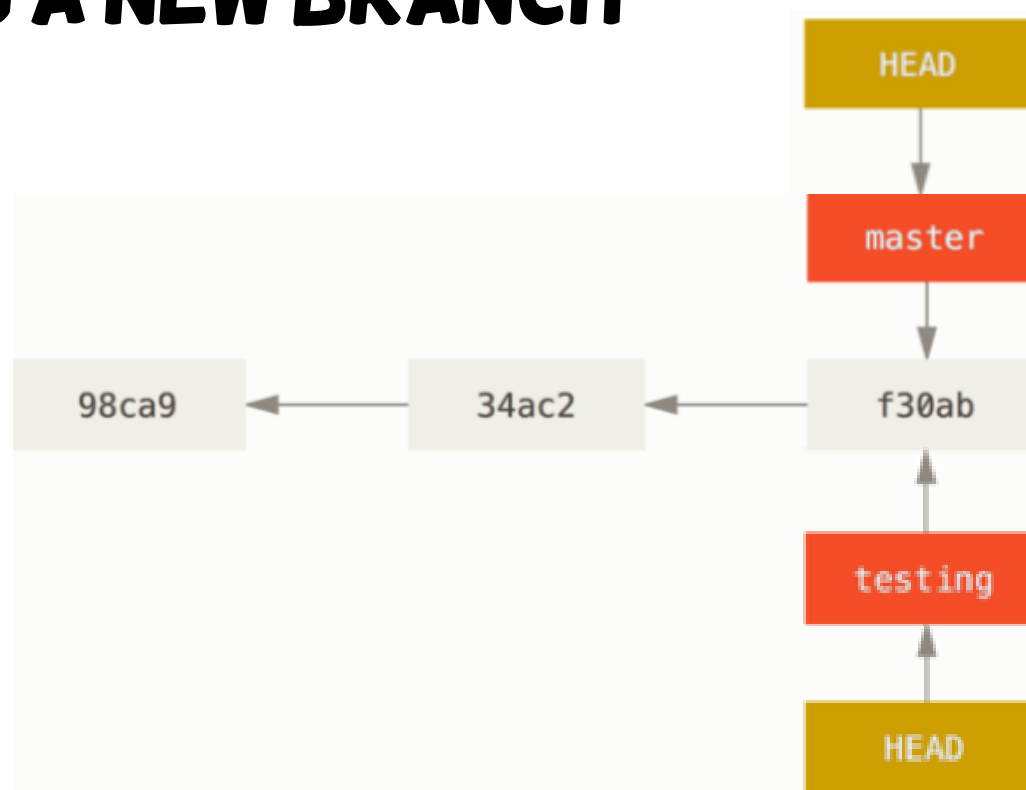 A NEW BRANCH
HEAD
master
98ca9 34ac2 f30ab
testing
HEAD